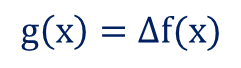 g(x) = Δf(x)